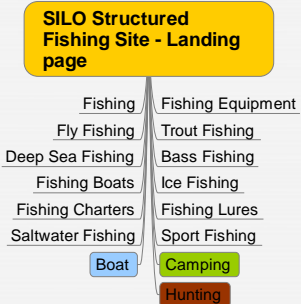 SILO Structured
Fishing Site - Landing
page
Fishing
Fishing Equipment
Fly Fishing
Trout Fishing
Deep Sea Fishing
Bass Fishing
Fishing Boats
Ice Fishing
Fishing Charters
Fishing Lures
Saltwater Fishing
Sport Fishing
Boat
Camping
Hunting